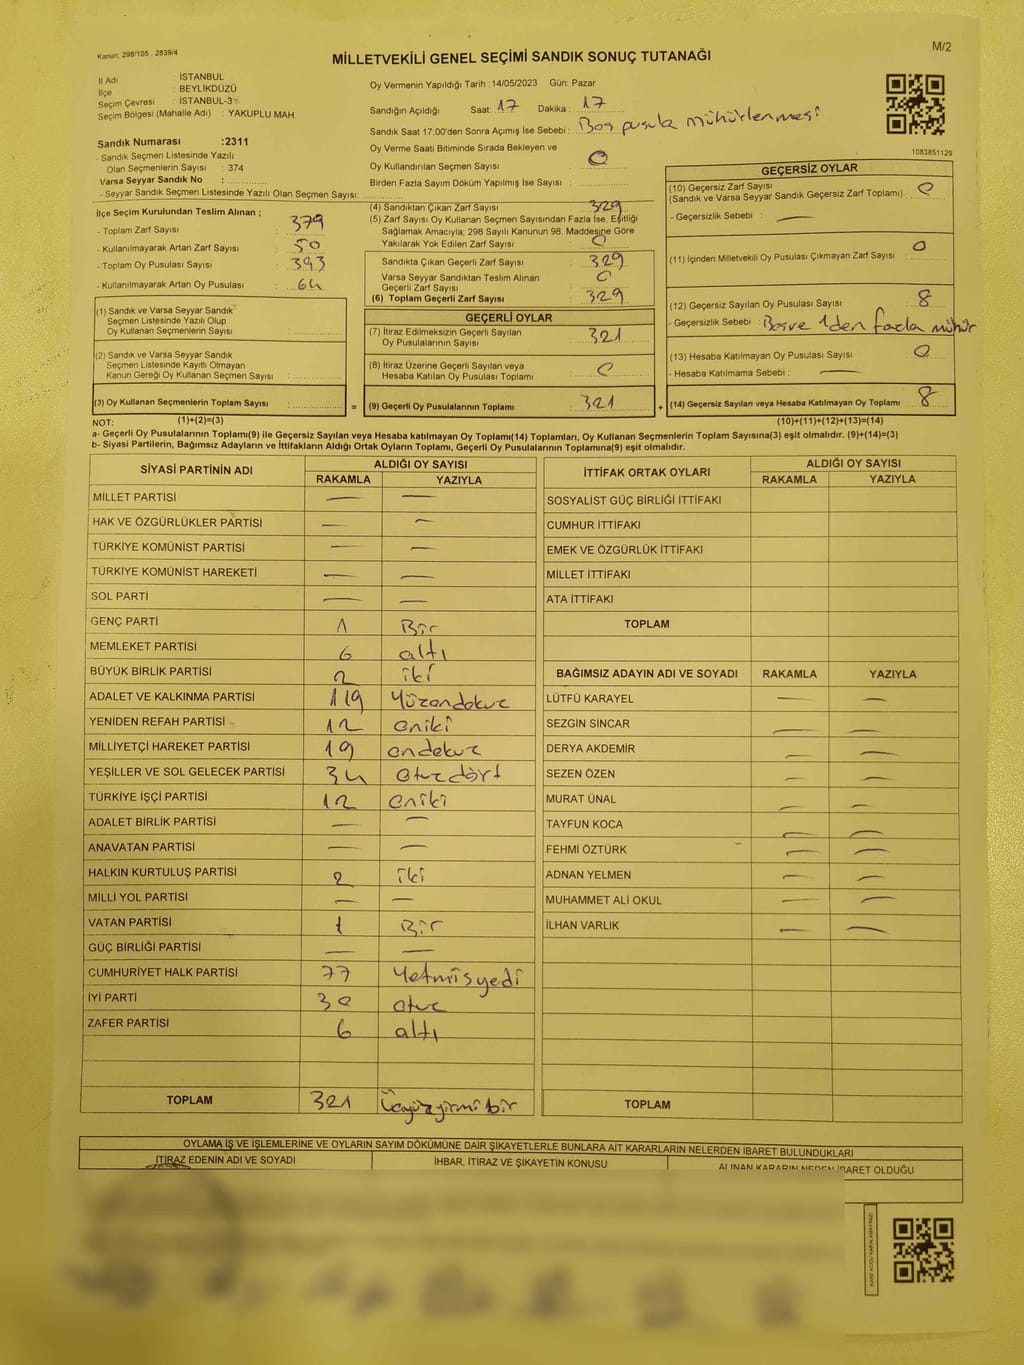 Kanun: 298/105 , 2839/4
M/2
MİLLETVEKİLİ GENEL SEÇİMİ SANDIK SONUÇ TUTANAĞI
İl Adı : İSTANBUL
İlçe : BEYLİKDÜZÜ
Seçim Çevresi : İSTANBUL-3
Seçim Bölgesi (Mahalle Adı) : YAKUPLU MAH.
Sandık Numarası :2311
- Sandık Seçmen Listesinde Yazılı
Olan Seçmenlerin Sayısı : 374
Varsa Seyyar Sandık No :
- Seyyar Sandık Seçmen Listesinde Yazılı Olan Seçmen Sayısı:
Oy Vermenin Yapıldığı Tarih :14/05/2023 Gün: Pazar
Sandığın Açıldığı Saat: 17 Dakika : 17
Sandık Saat 17:00'den Sonra Açımış İse Sebebi : Boş pusula mühürlenmesi
Oy Verme Saati Bitiminde Sırada Bekleyen ve
Oy Kullandırılan Seçmen Sayısı : 0
Birden Fazla Sayım Döküm Yapılmış İse Sayısı :
1083851129
İlçe Seçim Kurulundan Teslim Alınan ;
- Toplam Zarf Sayısı : 379
- Kullanılmayarak Artan Zarf Sayısı : 50
- Toplam Oy Pusulası Sayısı : 393
- Kullanılmayarak Artan Oy Pusulası : 64
(1) Sandık ve Varsa Seyyar Sandık
Seçmen Listesinde Yazılı Olup
Oy Kullanan Seçmenlerin Sayısı :
(2) Sandık ve Varsa Seyyar Sandık
Seçmen Listesinde Kayıtlı Olmayan
Kanun Gereği Oy Kullanan Seçmen Sayısı :
(3) Oy Kullanan Seçmenlerin Toplam Sayısı :
(1)+(2)=(3)
(4) Sandıktan Çıkan Zarf Sayısı : 329
(5) Zarf Sayısı Oy Kullanan Seçmen Sayısından Fazla İse, Eşitliği
Sağlamak Amacıyla; 298 Sayılı Kanunun 98. Maddesine Göre
Yakılarak Yok Edilen Zarf Sayısı : 0
Sandıkta Çıkan Geçerli Zarf Sayısı : 329
Varsa Seyyar Sandıktan Teslim Alınan
Geçerli Zarf Sayısı : 0
(6) Toplam Geçerli Zarf Sayısı : 329
GEÇERLİ OYLAR
(7) İtiraz Edilmeksizin Geçerli Sayılan
Oy Pusulalarının Sayısı : 321
(8) İtiraz Üzerine Geçerli Sayılan veya
Hesaba Katılan Oy Pusulası Toplamı : 0
= (9) Geçerli Oy Pusulalarının Toplamı : 321 +
GEÇERSİZ OYLAR
(10) Geçersiz Zarf Sayısı
(Sandık ve Varsa Seyyar Sandık Geçersiz Zarf Toplamı) : 0
- Geçersizlik Sebebi : —
(11) İçinden Milletvekili Oy Pusulası Çıkmayan Zarf Sayısı : 0
(12) Geçersiz Sayılan Oy Pusulası Sayısı : 8
- Geçersizlik Sebebi : Boş ve 1den fazla mühür
(13) Hesaba Katılmayan Oy Pusulası Sayısı : 0
- Hesaba Katılmama Sebebi : —
(14) Geçersiz Sayılan veya Hesaba Katılmayan Oy Toplamı : 8
(10)+(11)+(12)+(13)=(14)
NOT:
a- Geçerli Oy Pusulalarının Toplamı(9) ile Geçersiz Sayılan veya Hesaba katılmayan Oy Toplamı(14) Toplamları, Oy Kullanan Seçmenlerin Toplam Sayısına(3) eşit olmalıdır. (9)+(14)=(3)
b- Siyasi Partilerin, Bağımsız Adayların ve İttifakların Aldığı Ortak Oyların Toplamı, Geçerli Oy Pusulalarının Toplamına(9) eşit olmalıdır.
SİYASİ PARTİNİN ADI ALDIĞI OY SAYISI
RAKAMLA YAZIYLA
MİLLET PARTİSİ — —
HAK VE ÖZGÜRLÜKLER PARTİSİ — —
TÜRKİYE KOMÜNİST PARTİSİ — —
TÜRKİYE KOMÜNİST HAREKETİ — —
SOL PARTİ — —
GENÇ PARTİ 1 Bir
MEMLEKET PARTİSİ 6 altı
BÜYÜK BİRLİK PARTİSİ 2 iki
ADALET VE KALKINMA PARTİSİ 119 Yüzondokuz
YENİDEN REFAH PARTİSİ 12 oniki
MİLLİYETÇİ HAREKET PARTİSİ 19 ondokuz
YEŞİLLER VE SOL GELECEK PARTİSİ 34 otuzdört
TÜRKİYE İŞÇİ PARTİSİ 12 oniki
ADALET BİRLİK PARTİSİ — —
ANAVATAN PARTİSİ — —
HALKIN KURTULUŞ PARTİSİ 2 iki
MİLLİ YOL PARTİSİ — —
VATAN PARTİSİ 1 Bir
GÜÇ BİRLİĞİ PARTİSİ — —
CUMHURİYET HALK PARTİSİ 77 Yetmişyedi
İYİ PARTİ 30 otuz
ZAFER PARTİSİ 6 altı
TOPLAM 321 Üçyüzyirmibir
İTTİFAK ORTAK OYLARI ALDIĞI OY SAYISI
RAKAMLA YAZIYLA
SOSYALİST GÜÇ BİRLİĞİ İTTİFAKI
CUMHUR İTTİFAKI
EMEK VE ÖZGÜRLÜK İTTİFAKI
MİLLET İTTİFAKI
ATA İTTİFAKI
TOPLAM
BAĞIMSIZ ADAYIN ADI VE SOYADI RAKAMLA YAZIYLA
LÜTFÜ KARAYEL — —
SEZGİN SİNCAR — —
DERYA AKDEMİR — —
SEZEN ÖZEN — —
MURAT ÜNAL — —
TAYFUN KOCA — —
FEHMİ ÖZTÜRK — —
ADNAN YELMEN — —
MUHAMMET ALİ OKUL — —
İLHAN VARLIK — —
TOPLAM
OYLAMA İŞ VE İŞLEMLERİNE VE OYLARIN SAYIM DÖKÜMÜNE DAİR ŞİKAYETLERLE BUNLARA AİT KARARLARIN NELERDEN İBARET BULUNDUKLARI
İTİRAZ EDENİN ADI VE SOYADI İHBAR, İTİRAZ VE ŞİKAYETİN KONUSU ALINAN KARARIN NEDEN İBARET OLDUĞU